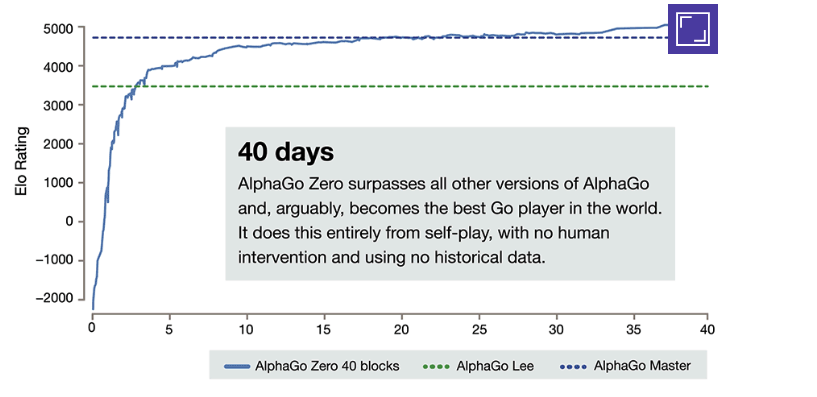 5000
4000
3000
2000
1000
0
−1000
−2000
Elo Rating
40 days
AlphaGo Zero surpasses all other versions of AlphaGo
and, arguably, becomes the best Go player in the world.
It does this entirely from self-play, with no human
intervention and using no historical data.
0 5 10 15 20 25 30 35 40
AlphaGo Zero 40 blocks AlphaGo Lee AlphaGo Master